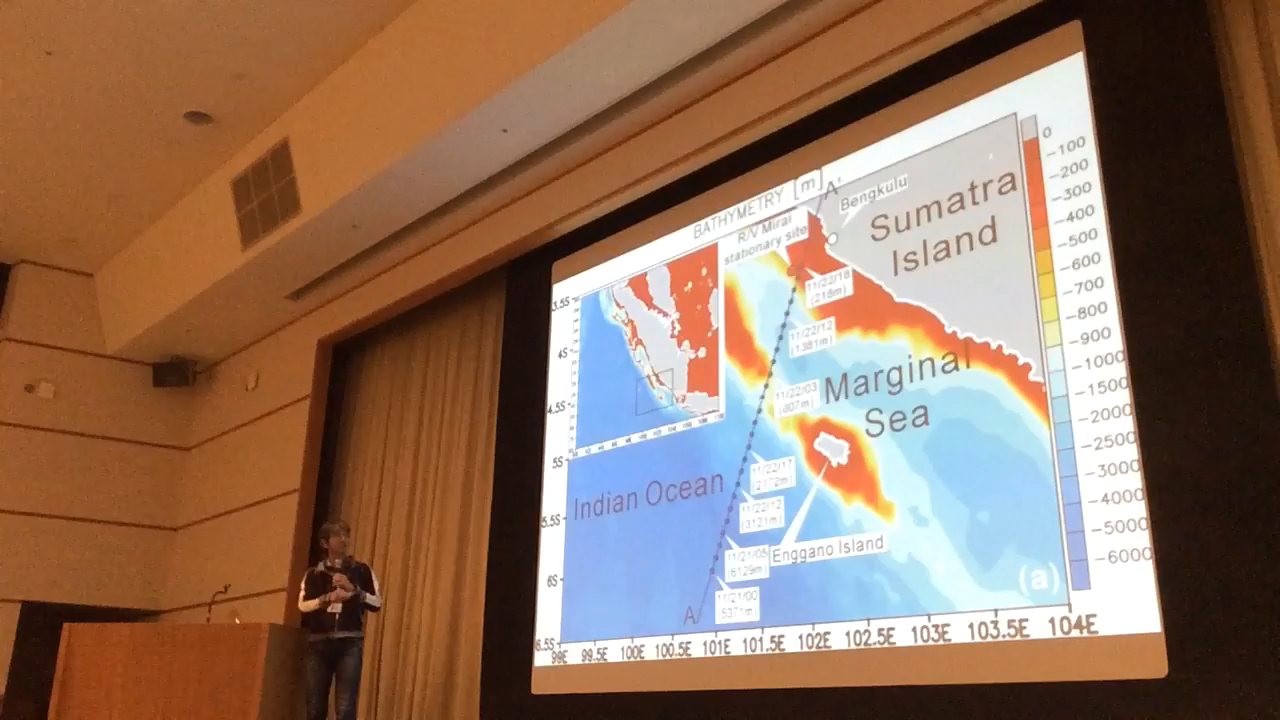 BATHYMETRY [m]
A'
Bengkulu
R/V Mirai
stationary site
Sumatra
Island
11/22/18
(218m)
11/22/12
(1381m)
11/22/03
(807m)
Marginal
Sea
11/22/17
(2172m)
Indian Ocean
11/22/12
(3121m)
11/21/05
(6129m)
Enggano Island
11/21/00
(5371m)
A
(a)
3.5S
4S
4.5S
5S
5.5S
6S
6.5S
99E 99.5E 100E 100.5E 101E 101.5E 102E 102.5E 103E 103.5E 104E
0
-100
-200
-300
-400
-500
-600
-700
-800
-900
-1000
-1500
-2000
-2500
-3000
-4000
-5000
-6000